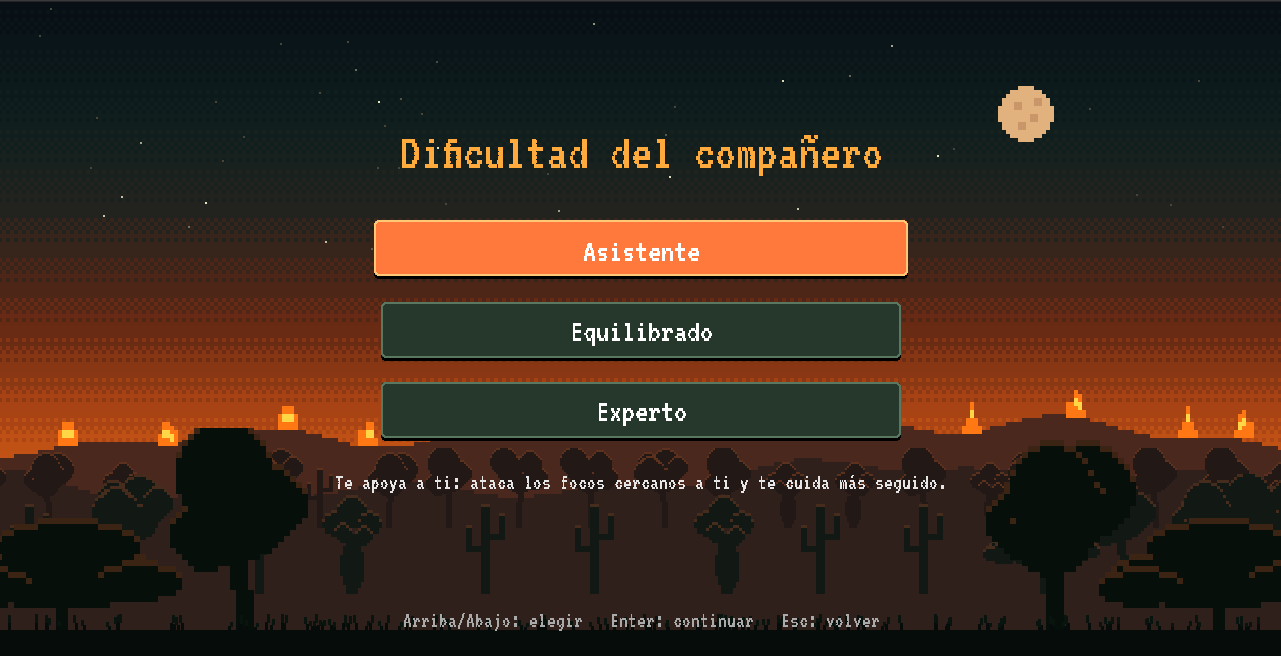 Dificultad del compañero
Asistente
Equilibrado
Experto
Te apoya a ti: ataca los focos cercanos a ti y te cuida más seguido.
Arriba/Abajo: elegir Enter: continuar Esc: volver